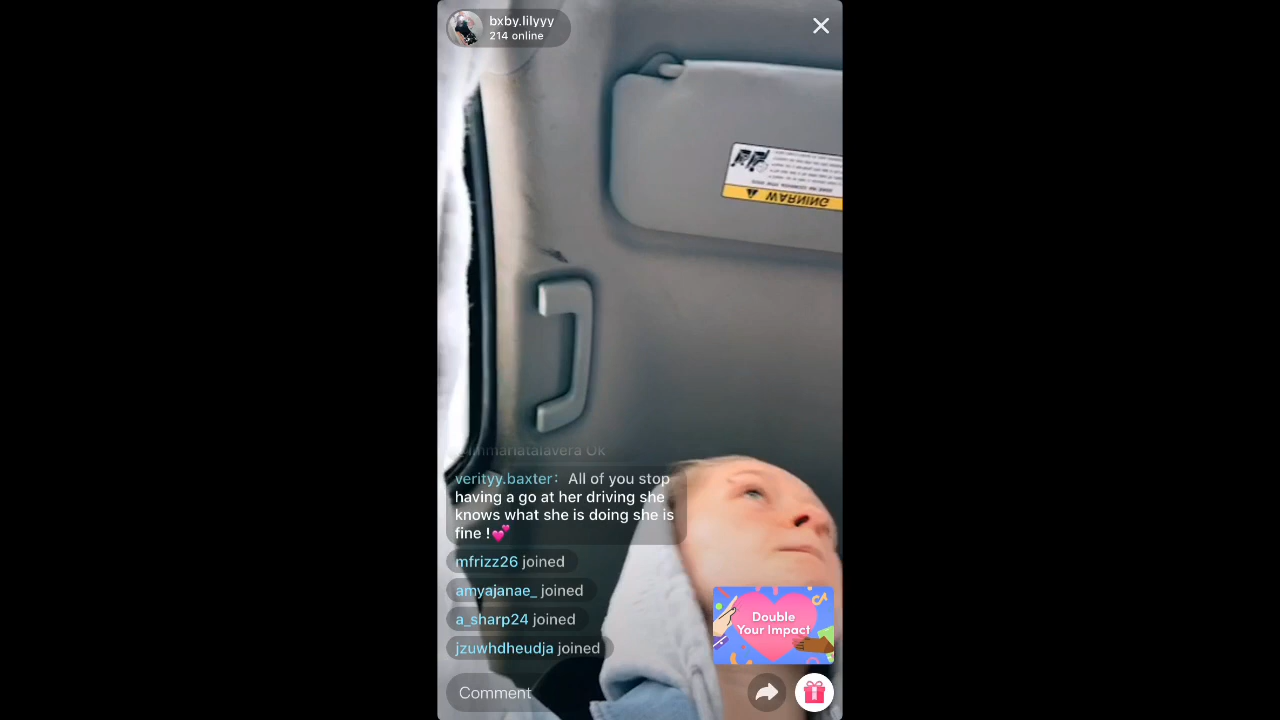 bxby.lilyyy
214 online
WARNING
verityy.baxter: All of you stop
having a go at her driving she
knows what she is doing she is
fine !💕
mfrizz26 joined
amyajanae_ joined
a_sharp24 joined
jzuwhdheudja joined
Double
Your Impact
Comment